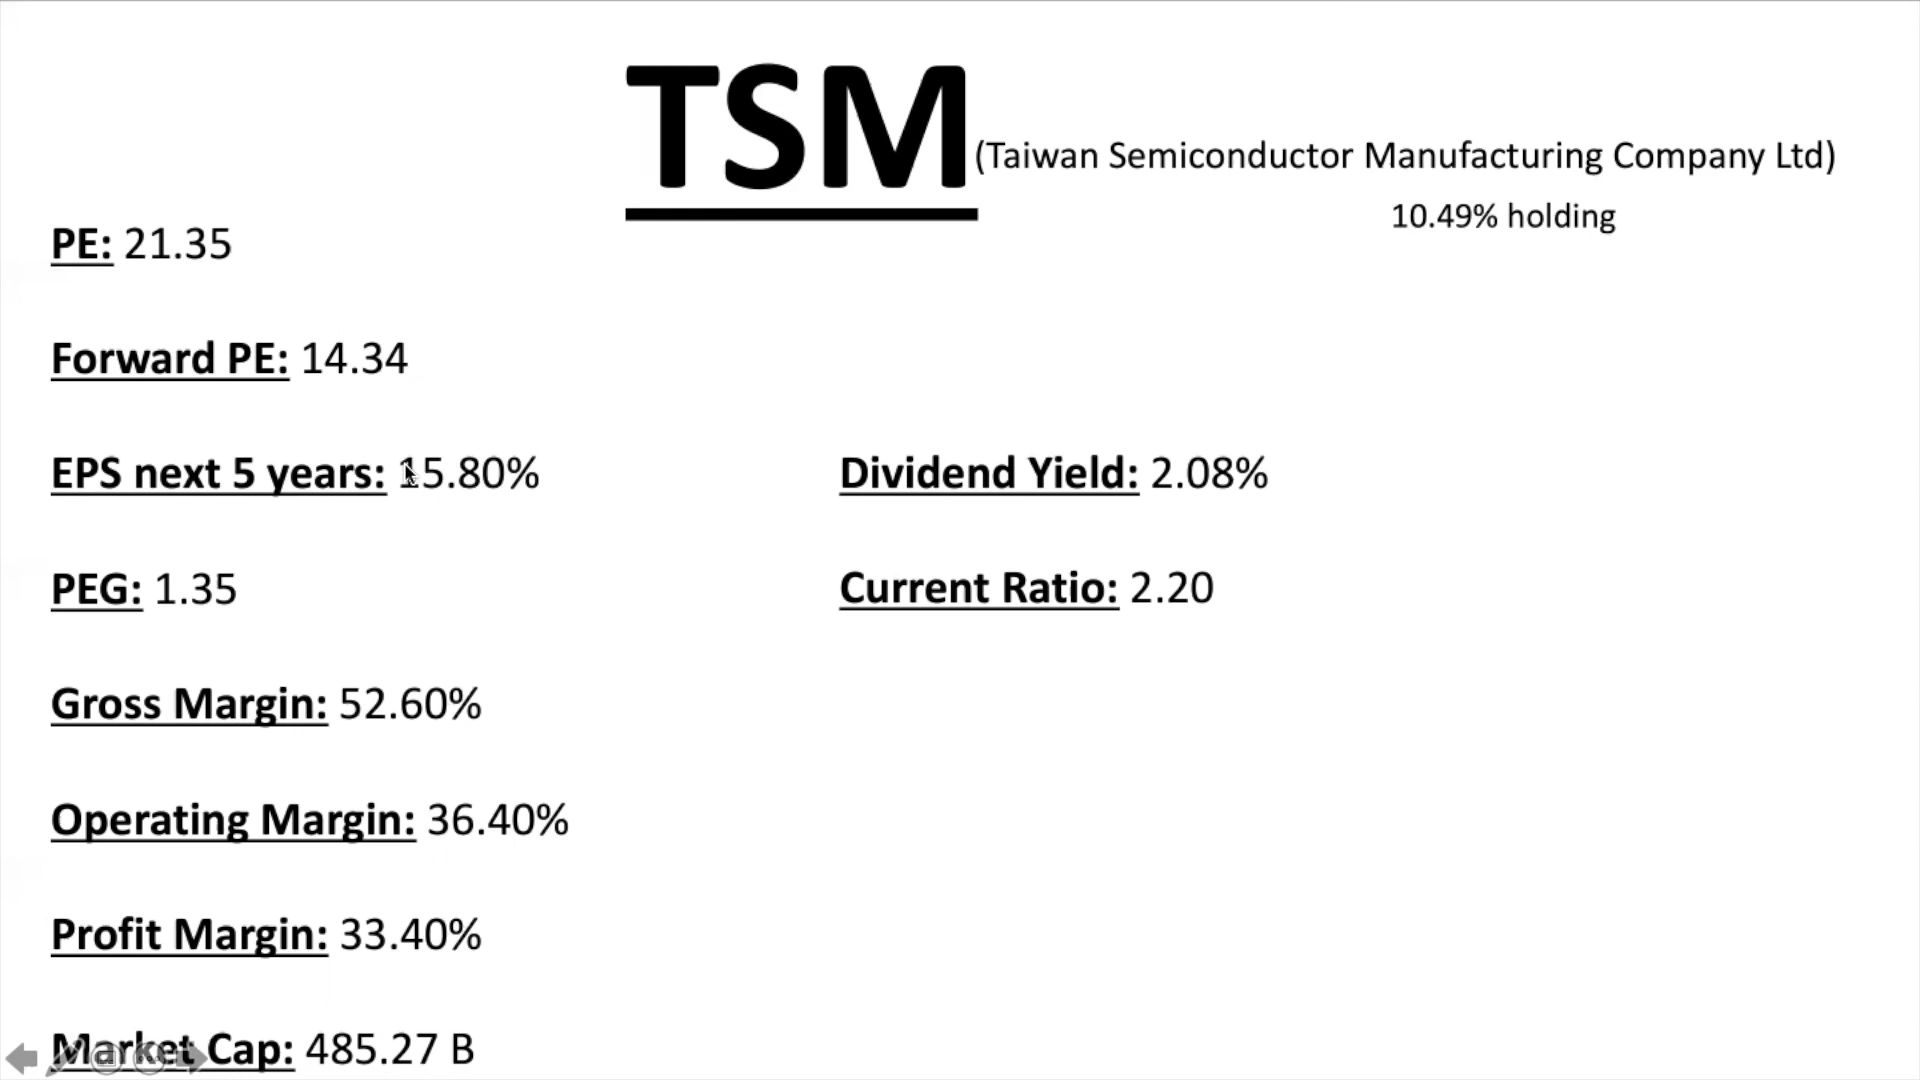 TSM (Taiwan Semiconductor Manufacturing Company Ltd)
10.49% holding
PE: 21.35
Forward PE: 14.34
EPS next 5 years: 15.80%
Dividend Yield: 2.08%
PEG: 1.35
Current Ratio: 2.20
Gross Margin: 52.60%
Operating Margin: 36.40%
Profit Margin: 33.40%
Market Cap: 485.27 B